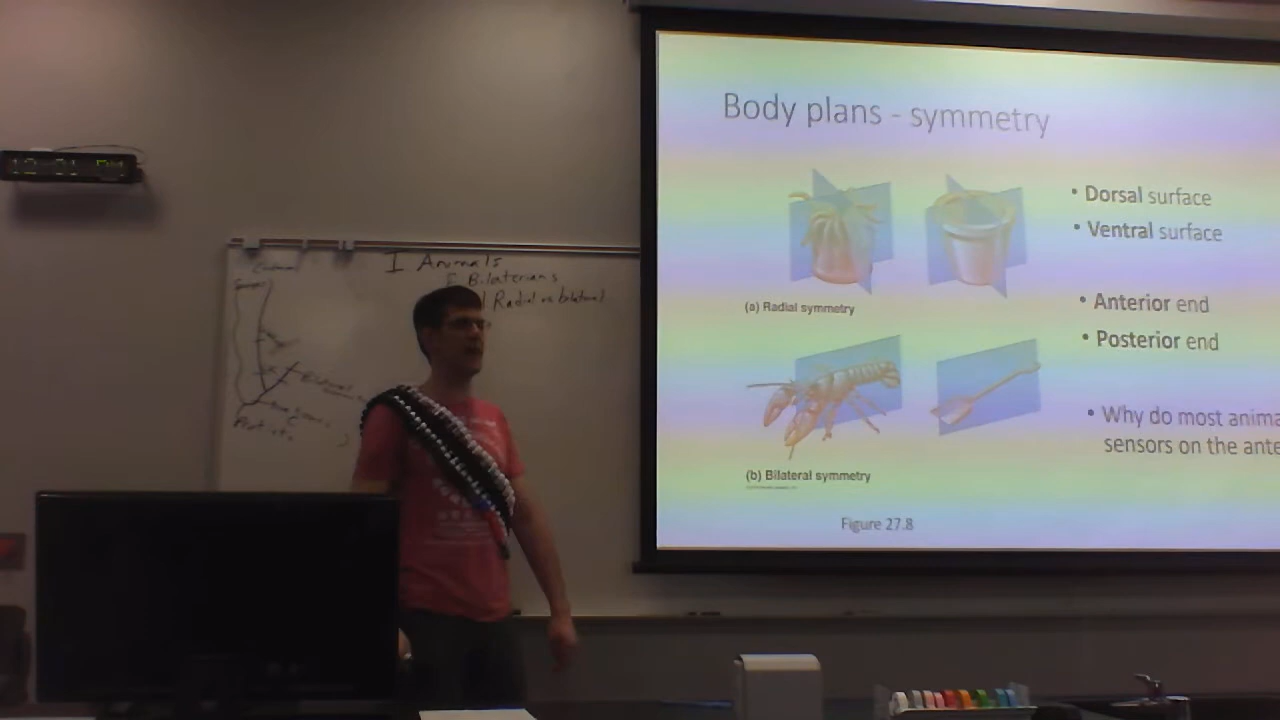 Body plans - symmetry
• Dorsal surface
• Ventral surface
• Anterior end
• Posterior end
• Why do most anima
sensors on the ante
(a) Radial symmetry
(b) Bilateral symmetry
Figure 27.8
I Animals
Bilaterians
Radial vs bilateral